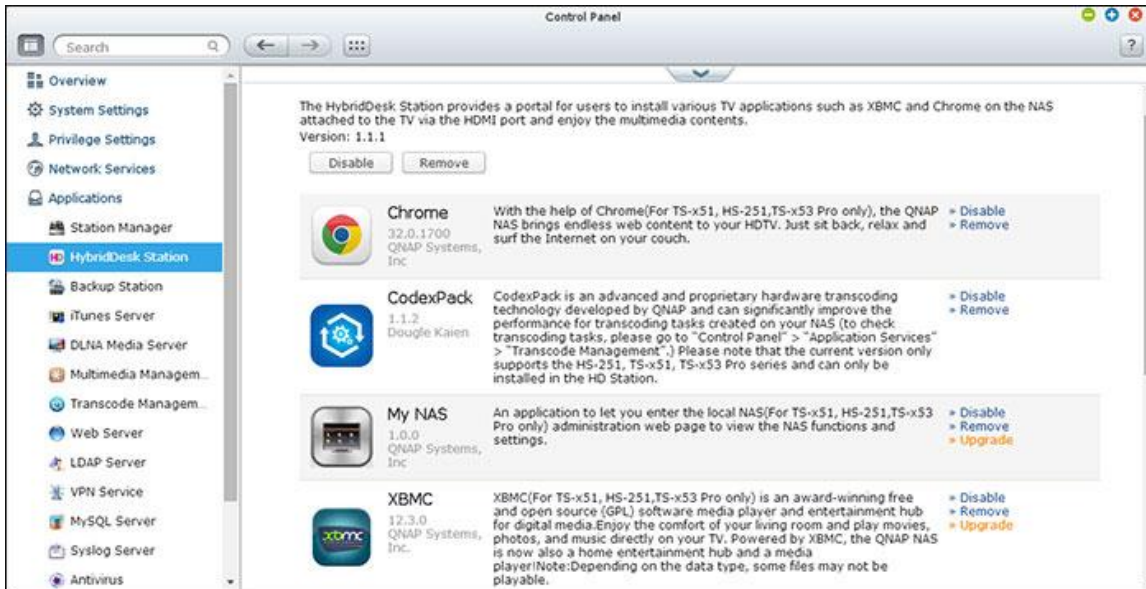 Control Panel
Search
?
Overview
System Settings
Privilege Settings
Network Services
Applications
Station Manager
HD HybridDesk Station
Backup Station
iTunes Server
DLNA Media Server
Multimedia Managem...
Transcode Managem...
Web Server
LDAP Server
VPN Service
MySQL Server
Syslog Server
Antivirus
The HybridDesk Station provides a portal for users to install various TV applications such as XBMC and Chrome on the NAS
attached to the TV via the HDMI port and enjoy the multimedia contents.
Version: 1.1.1
Disable Remove
Chrome
32.0.1700
QNAP Systems,
Inc
With the help of Chrome(For TS-x51, HS-251,TS-x53 Pro only), the QNAP
NAS brings endless web content to your HDTV. Just sit back, relax and
surf the Internet on your couch.
» Disable
» Remove
CodexPack
1.1.2
Dougle Kaien
CodexPack is an advanced and proprietary hardware transcoding
technology developed by QNAP and can significantly improve the
performance for transcoding tasks created on your NAS (to check
transcoding tasks, please go to "Control Panel" > "Application Services"
> "Transcode Management".) Please note that the current version only
supports the HS-251, TS-x51, TS-x53 Pro series and can only be
installed in the HD Station.
» Disable
» Remove
My NAS
1.0.0
QNAP Systems,
Inc
An application to let you enter the local NAS(For TS-x51, HS-251,TS-x53
Pro only) administration web page to view the NAS functions and
settings.
» Disable
» Remove
» Upgrade
xbmc
XBMC
12.3.0
QNAP Systems,
Inc.
XBMC(For TS-x51, HS-251,TS-x53 Pro only) is an award-winning free
and open source (GPL) software media player and entertainment hub
for digital media.Enjoy the comfort of your living room and play movies,
photos, and music directly on your TV. Powered by XBMC, the QNAP NAS
is now also a home entertainment hub and a media
player!Note:Depending on the data type, some files may not be
playable.
» Disable
» Remove
» Upgrade